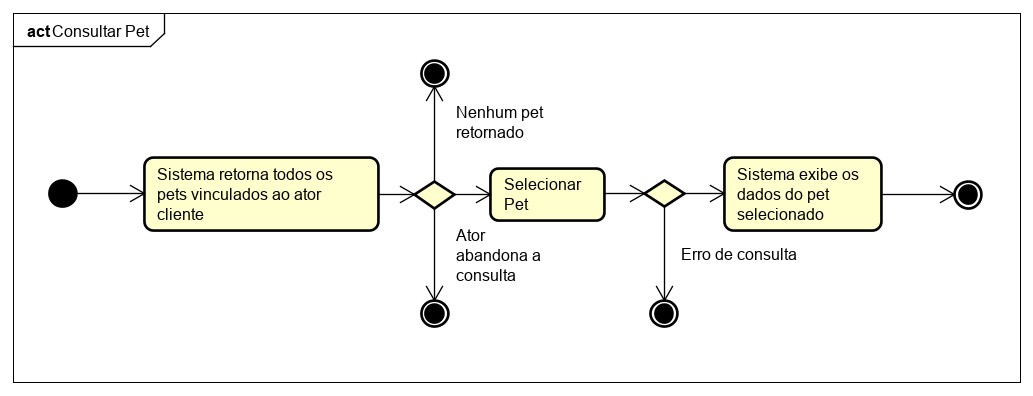 act Consultar Pet
Nenhum pet
retornado
Sistema retorna todos os
pets vinculados ao ator
cliente
Selecionar
Pet
Sistema exibe os
dados do pet
selecionado
Ator
abandona a
consulta
Erro de consulta